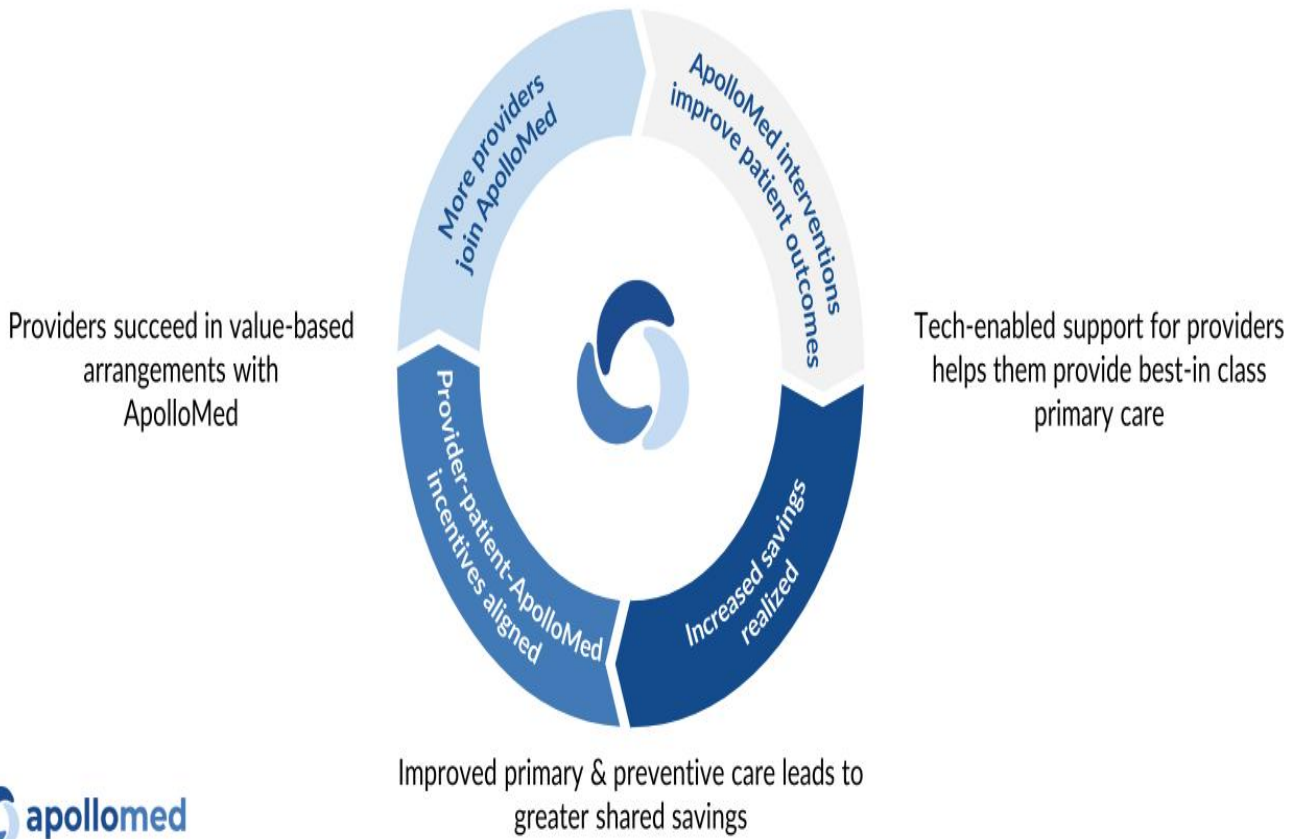 More providers
join ApolloMed
ApolloMed interventions
improve patient outcomes
Providers succeed in value-based
arrangements with
ApolloMed
Tech-enabled support for providers
helps them provide best-in class
primary care
Provider-patient-ApolloMed
incentives aligned
Increased savings
realized
Improved primary & preventive care leads to
greater shared savings
apollomed